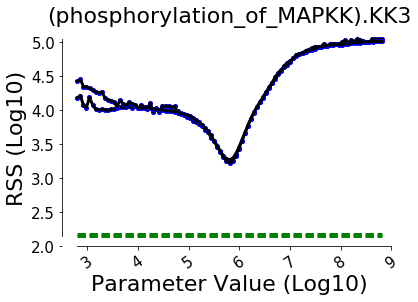 (phosphorylation_of_MAPKK).KK3
RSS (Log10)
5.0
4.5
4.0
3.5
3.0
2.5
2.0
3 4 5 6 7 8 9
Parameter Value (Log10)